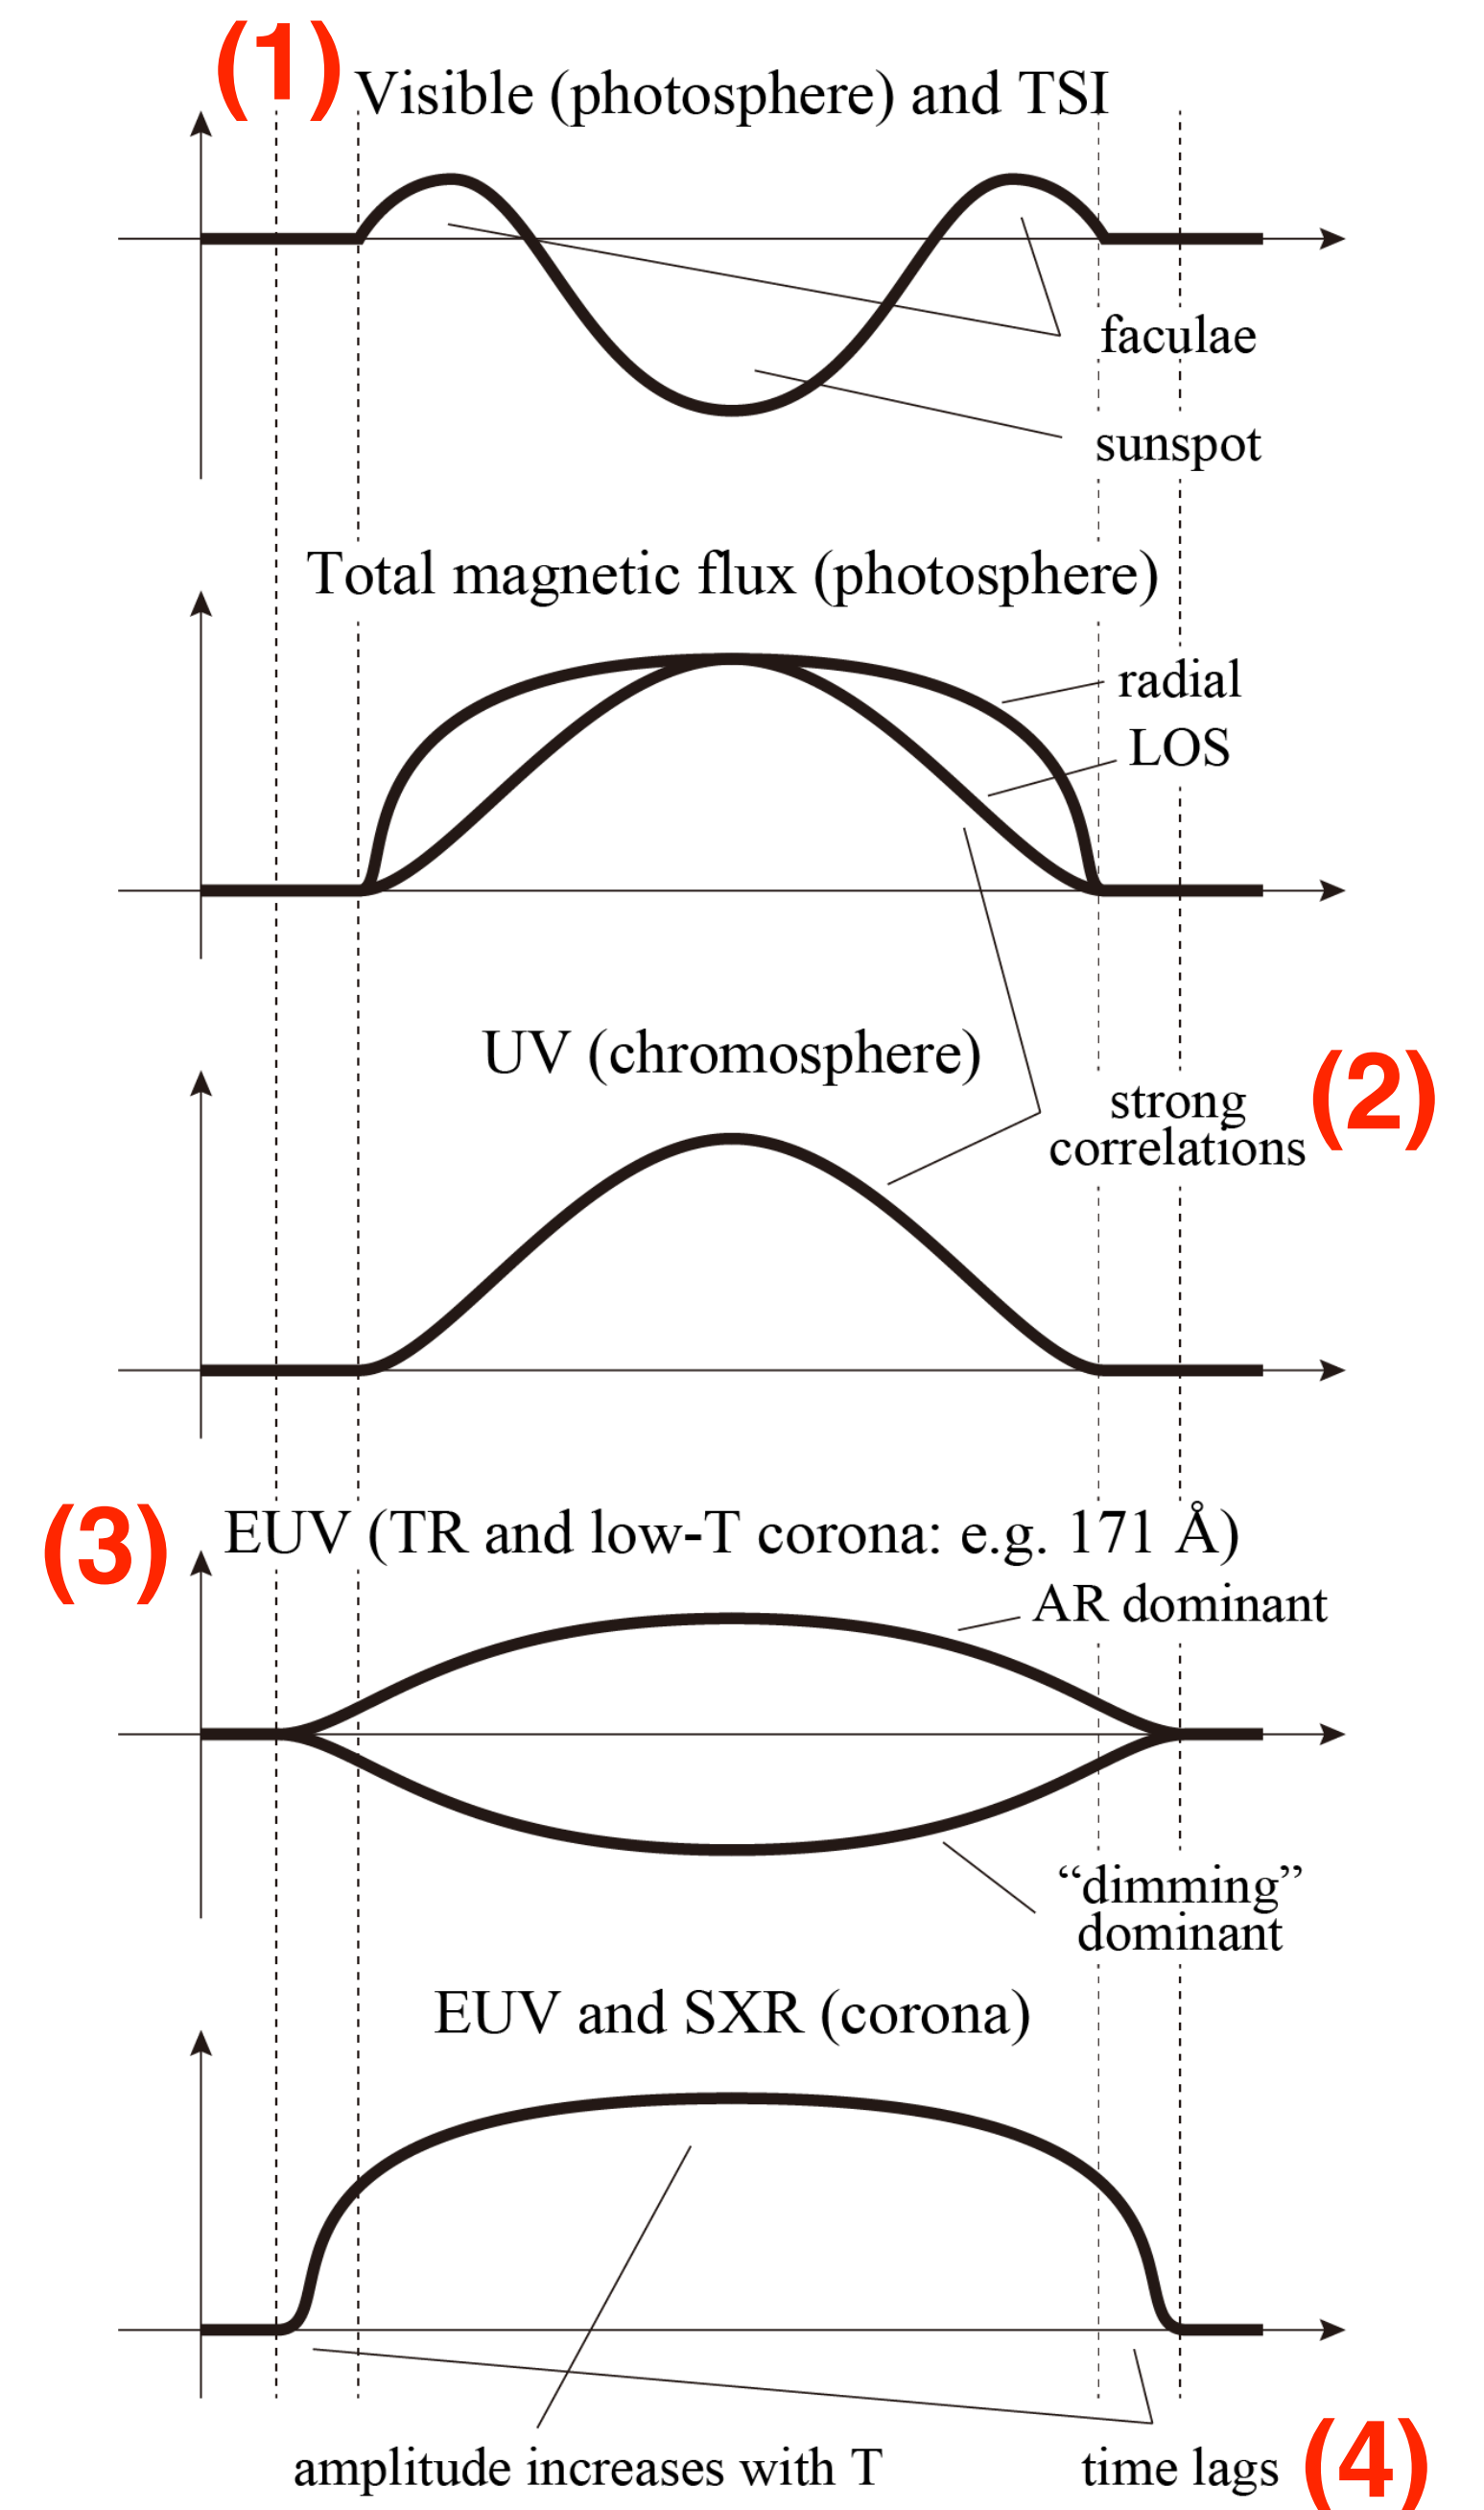 (1)
Visible (photosphere) and TSI
faculae
sunspot
Total magnetic flux (photosphere)
radial
LOS
UV (chromosphere)
strong
correlations
(2)
(3)
EUV (TR and low-T corona: e.g. 171 Å)
AR dominant
“dimming”
dominant
EUV and SXR (corona)
amplitude increases with T
time lags
(4)